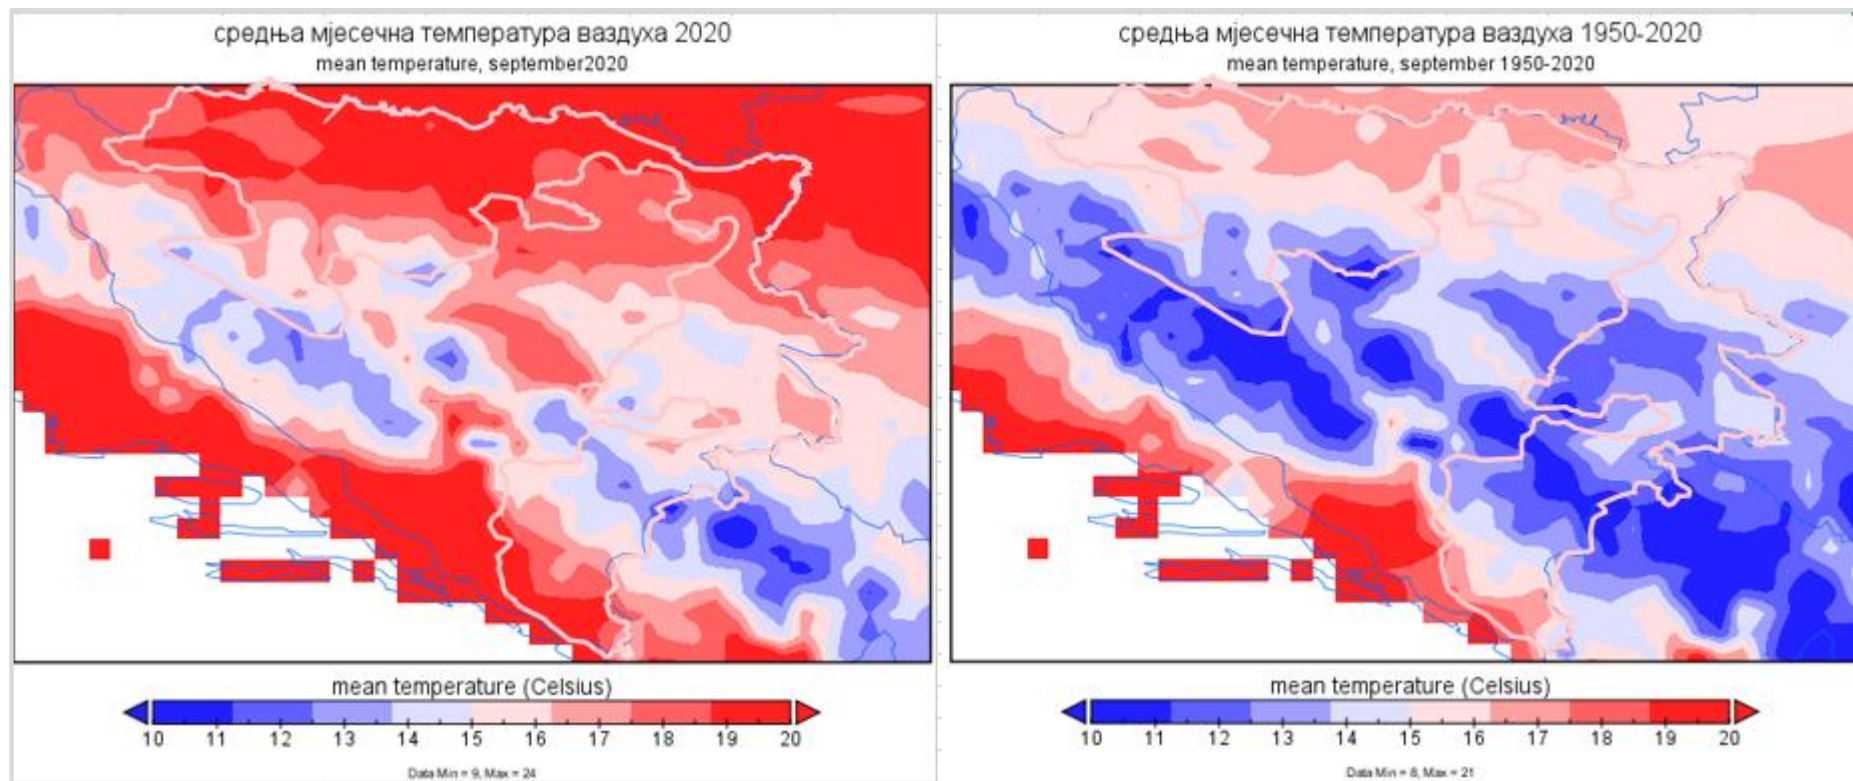 средња мјесечна температура ваздуха 2020
mean temperature, september2020
mean temperature (Celsius)
10 11 12 13 14 15 16 17 18 19 20
Data Min = 9, Max = 24
средња мјесечна температура ваздуха 1950-2020
mean temperature, september 1950-2020
mean temperature (Celsius)
10 11 12 13 14 15 16 17 18 19 20
Data Min = 8, Max = 21